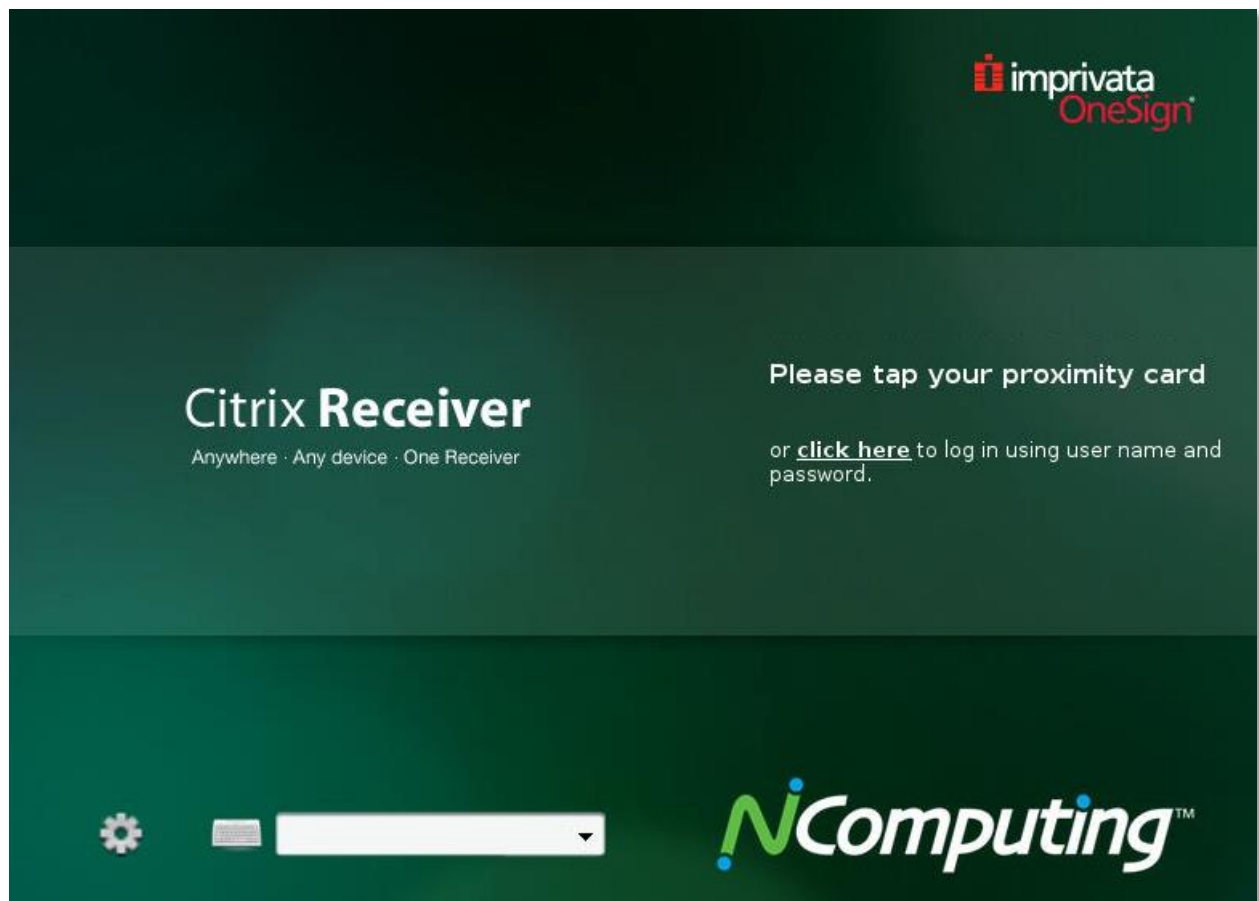 imprivata
OneSign®
Please tap your proximity card
Citrix Receiver
Anywhere · Any device · One Receiver
or click here to log in using user name and
password.
NComputing™